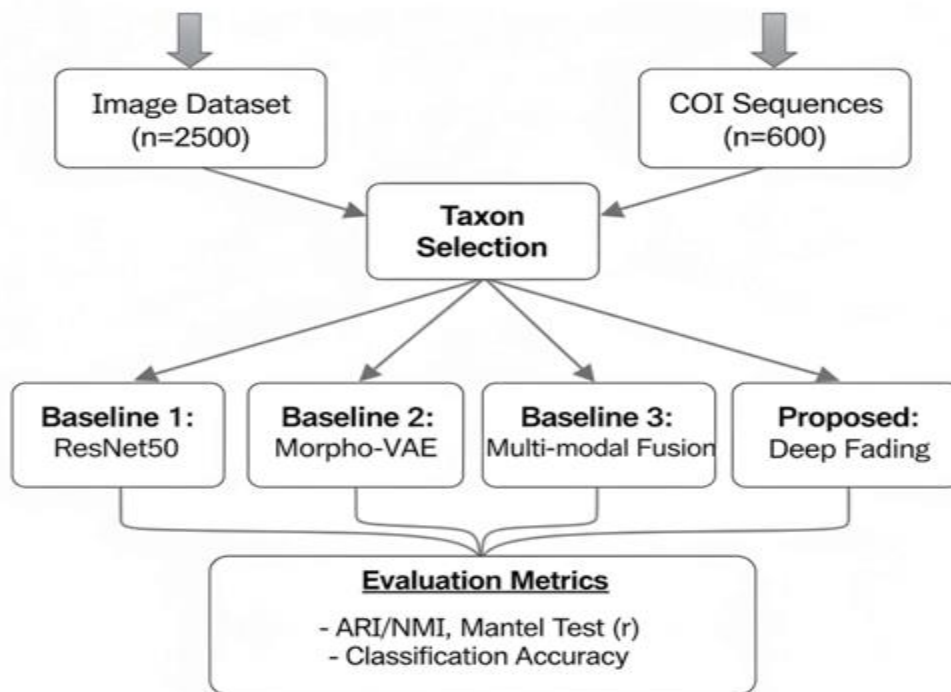 Image Dataset
(n=2500)
COI Sequences
(n=600)
Taxon
Selection
Baseline 1:
ResNet50
Baseline 2:
Morpho-VAE
Baseline 3:
Multi-modal Fusion
Proposed:
Deep Fading
Evaluation Metrics
- ARI/NMI, Mantel Test (r)
- Classification Accuracy